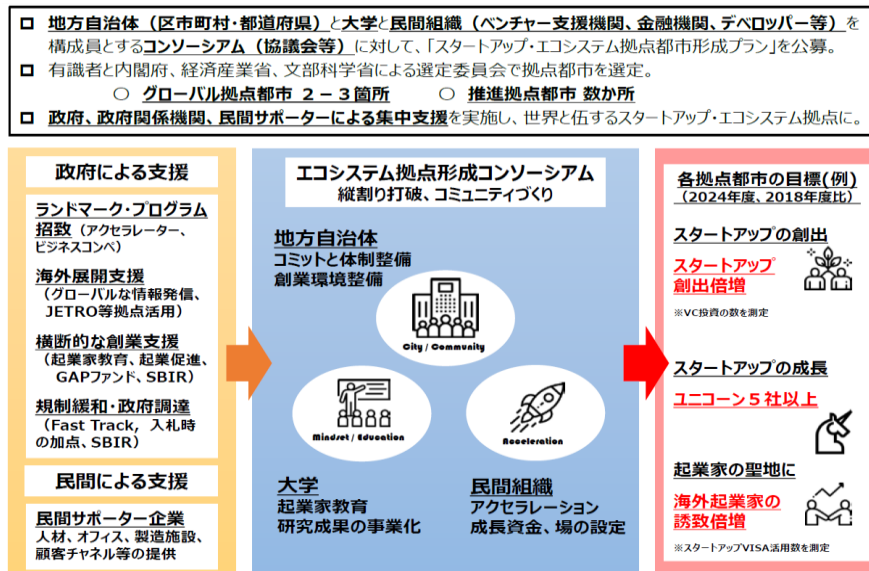 □ 地方自治体（区市町村・都道府県）と大学と民間組織（ベンチャー支援機関、金融機関、デベロッパー等）を
構成員とするコンソーシアム（協議会等）に対して、「スタートアップ・エコシステム拠点都市形成プラン」を公募。
□ 有識者と内閣府、経済産業省、文部科学省による選定委員会で拠点都市を選定。
○ グローバル拠点都市 ２－３箇所 ○ 推進拠点都市 数か所
□ 政府、政府関係機関、民間サポーターによる集中支援を実施し、世界と伍するスタートアップ・エコシステム拠点に。
政府による支援
ランドマーク・プログラム
招致（アクセラレーター、
ビジネスコンペ）
海外展開支援
（グローバルな情報発信、
JETRO等拠点活用）
横断的な創業支援
（起業家教育、起業促進、
GAPファンド、SBIR）
規制緩和・政府調達
（Fast Track，入札時
の加点、SBIR）
民間による支援
民間サポーター企業
人材、オフィス、製造施設、
顧客チャネル等の提供
エコシステム拠点形成コンソーシアム
縦割り打破、コミュニティづくり
地方自治体
コミットと体制整備
創業環境整備
City / Community
Mindset / Education
Acceleration
大学
起業家教育
研究成果の事業化
民間組織
アクセラレーション
成長資金、場の設定
各拠点都市の目標(例)
（2024年度、2018年度比）
スタートアップの創出
スタートアップ
創出倍増
※VC投資の数を測定
スタートアップの成長
ユニコーン５社以上
起業家の聖地に
海外起業家の
誘致倍増
※スタートアップVISA活用数を測定